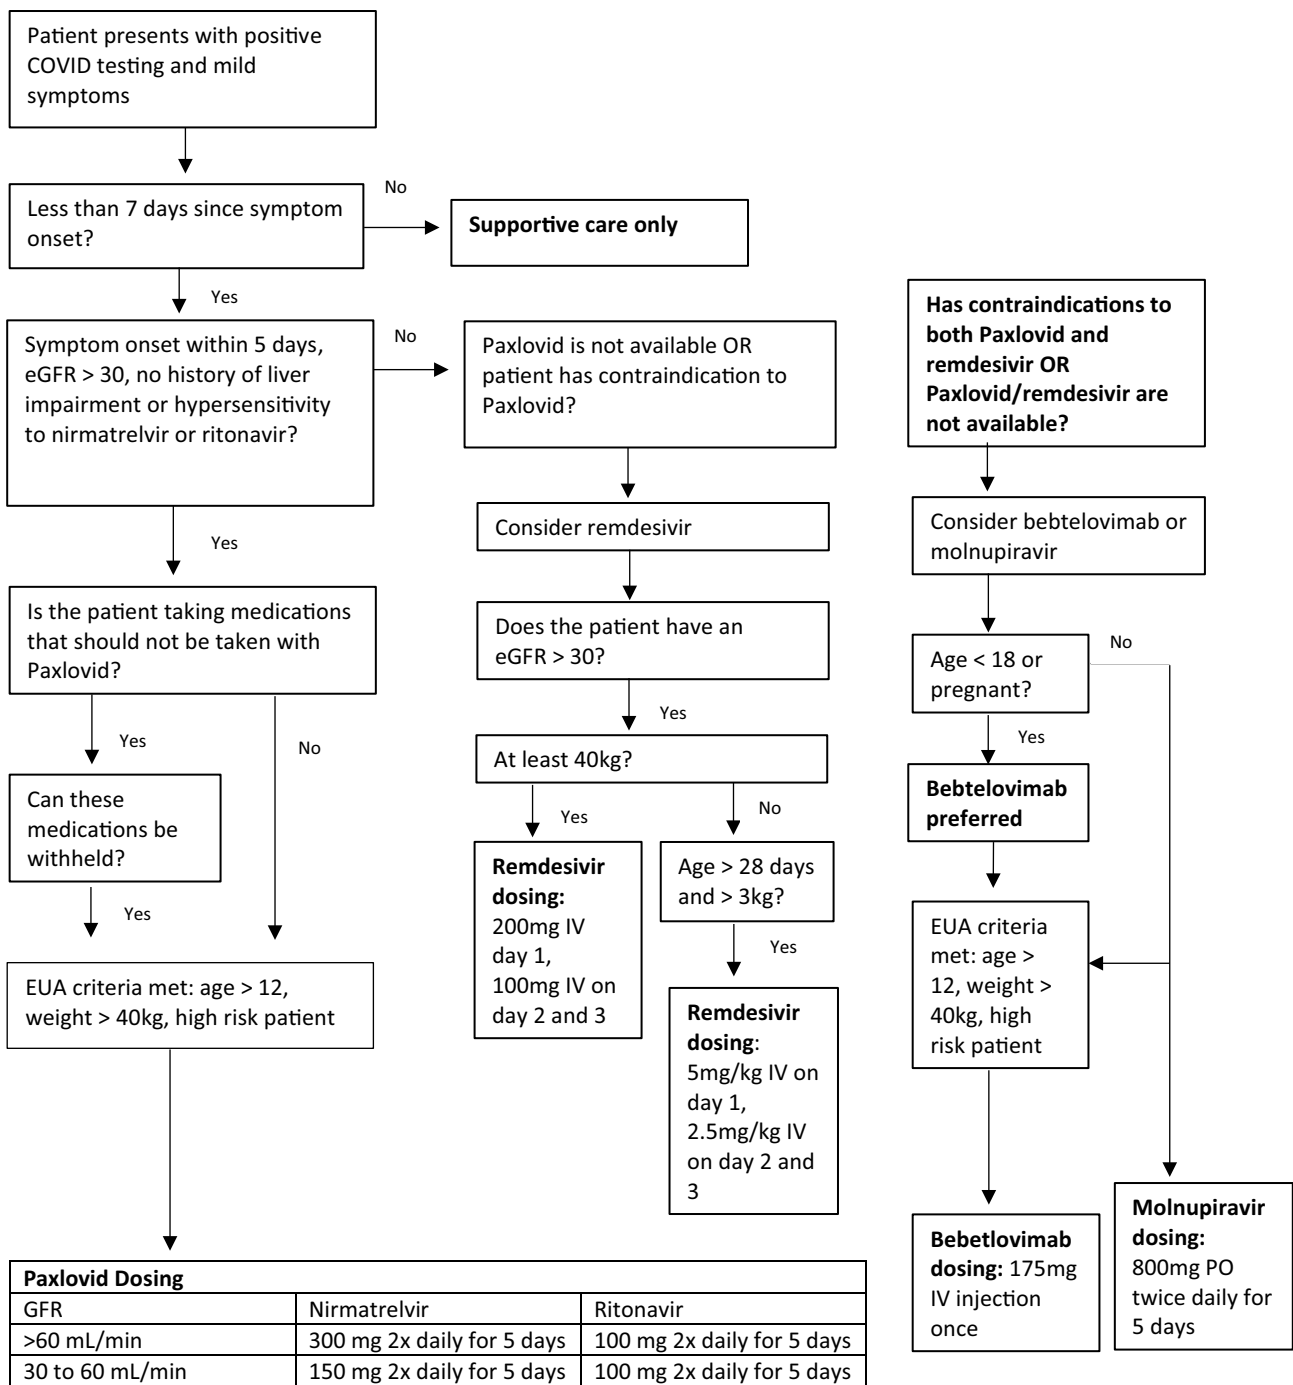 Patient presents with positive
COVID testing and mild
symptoms
Less than 7 days since symptom
onset?
No
Supportive care only
Yes
Symptom onset within 5 days,
eGFR > 30, no history of liver
impairment or hypersensitivity
to nirmatrelvir or ritonavir?
No
Paxlovid is not available OR
patient has contraindication to
Paxlovid?
Yes
Consider remdesivir
Is the patient taking medications
that should not be taken with
Paxlovid?
Does the patient have an
eGFR > 30?
Yes
Yes
No
At least 40kg?
Can these
medications be
withheld?
Yes
No
Yes
Remdesivir
dosing:
200mg IV
day 1,
100mg IV on
day 2 and 3
Age > 28 days
and > 3kg?
Yes
EUA criteria met: age > 12,
weight > 40kg, high risk patient
Remdesivir
dosing:
5mg/kg IV on
day 1,
2.5mg/kg IV
on day 2 and
3
Has contraindications to
both Paxlovid and
remdesivir OR
Paxlovid/remdesivir are
not available?
Consider bebtelovimab or
molnupiravir
Age < 18 or
pregnant?
No
Yes
Bebtelovimab
preferred
EUA criteria
met: age >
12, weight >
40kg, high
risk patient
Bebetlovimab
dosing: 175mg
IV injection
once
Molnupiravir
dosing:
800mg PO
twice daily for
5 days
Paxlovid Dosing
GFR Nirmatrelvir Ritonavir
>60 mL/min 300 mg 2x daily for 5 days 100 mg 2x daily for 5 days
30 to 60 mL/min 150 mg 2x daily for 5 days 100 mg 2x daily for 5 days